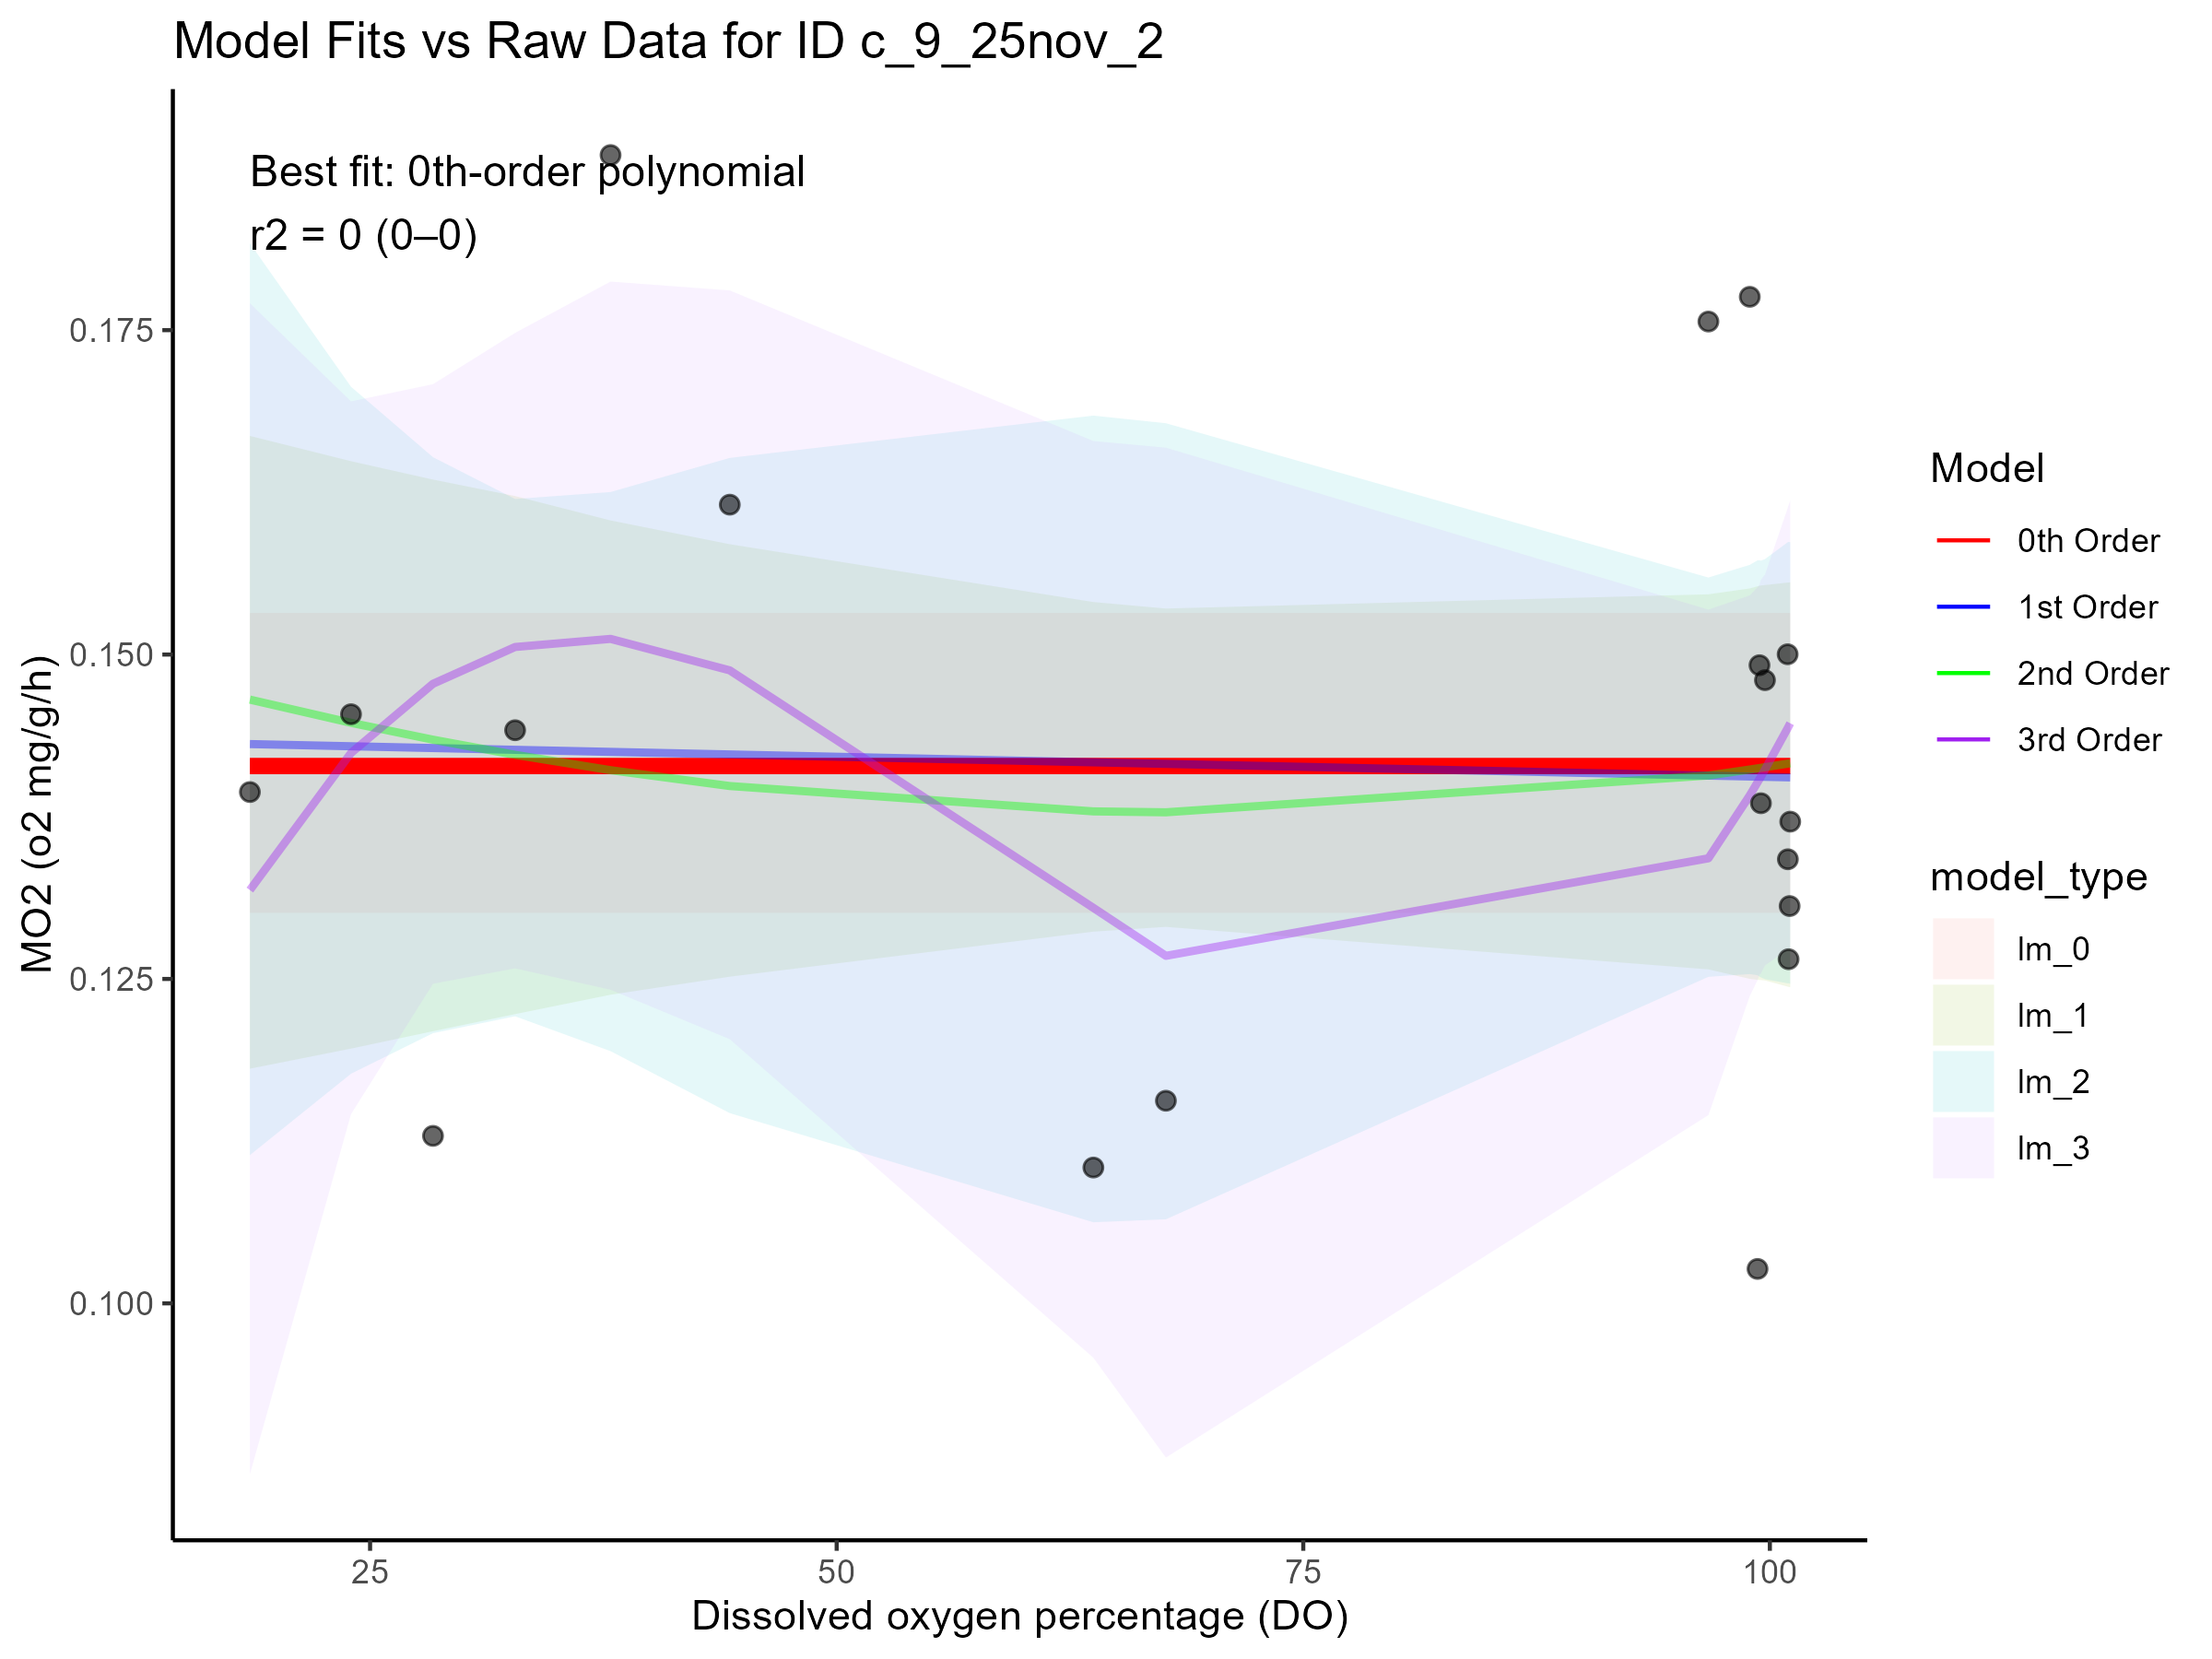 Model Fits vs Raw Data for ID c_9_25nov_2
Best fit: 0th-order polynomial
r2 = 0 (0–0)
0.175
0.150
0.125
0.100
MO2 (o2 mg/g/h)
25
50
75
100
Dissolved oxygen percentage (DO)
Model
0th Order
1st Order
2nd Order
3rd Order
model_type
lm_0
lm_1
lm_2
lm_3